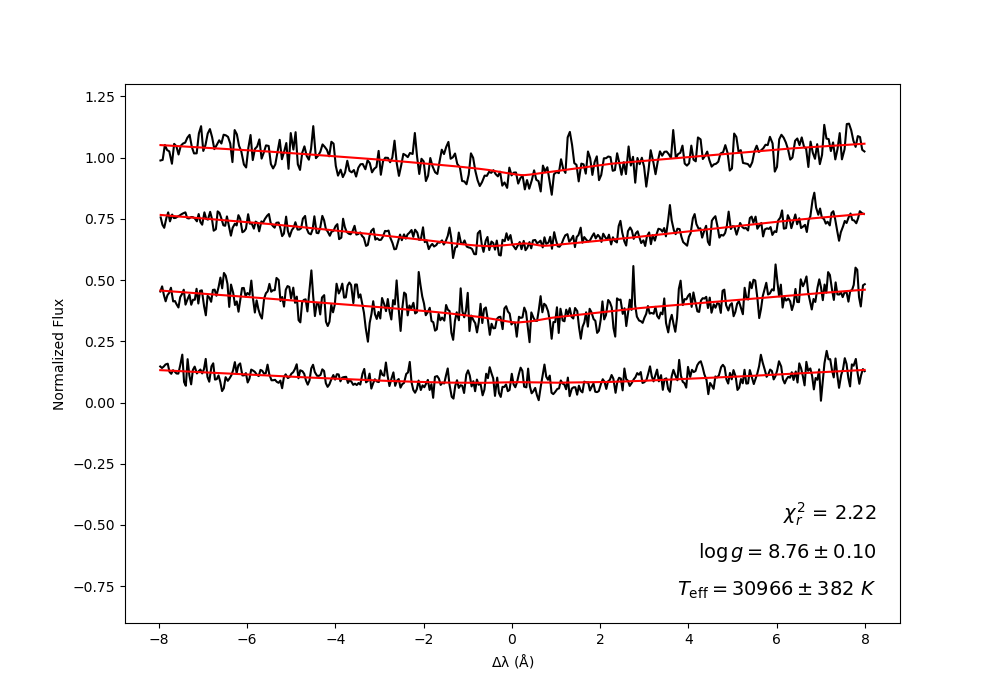 1.25
1.00
0.75
0.50
0.25
0.00
−0.25
−0.50
−0.75
Normalized Flux
χ²ᵣ = 2.22
log g = 8.76 ± 0.10
T_eff = 30966 ± 382 K
−8 −6 −4 −2 0 2 4 6 8
Δλ (Å)